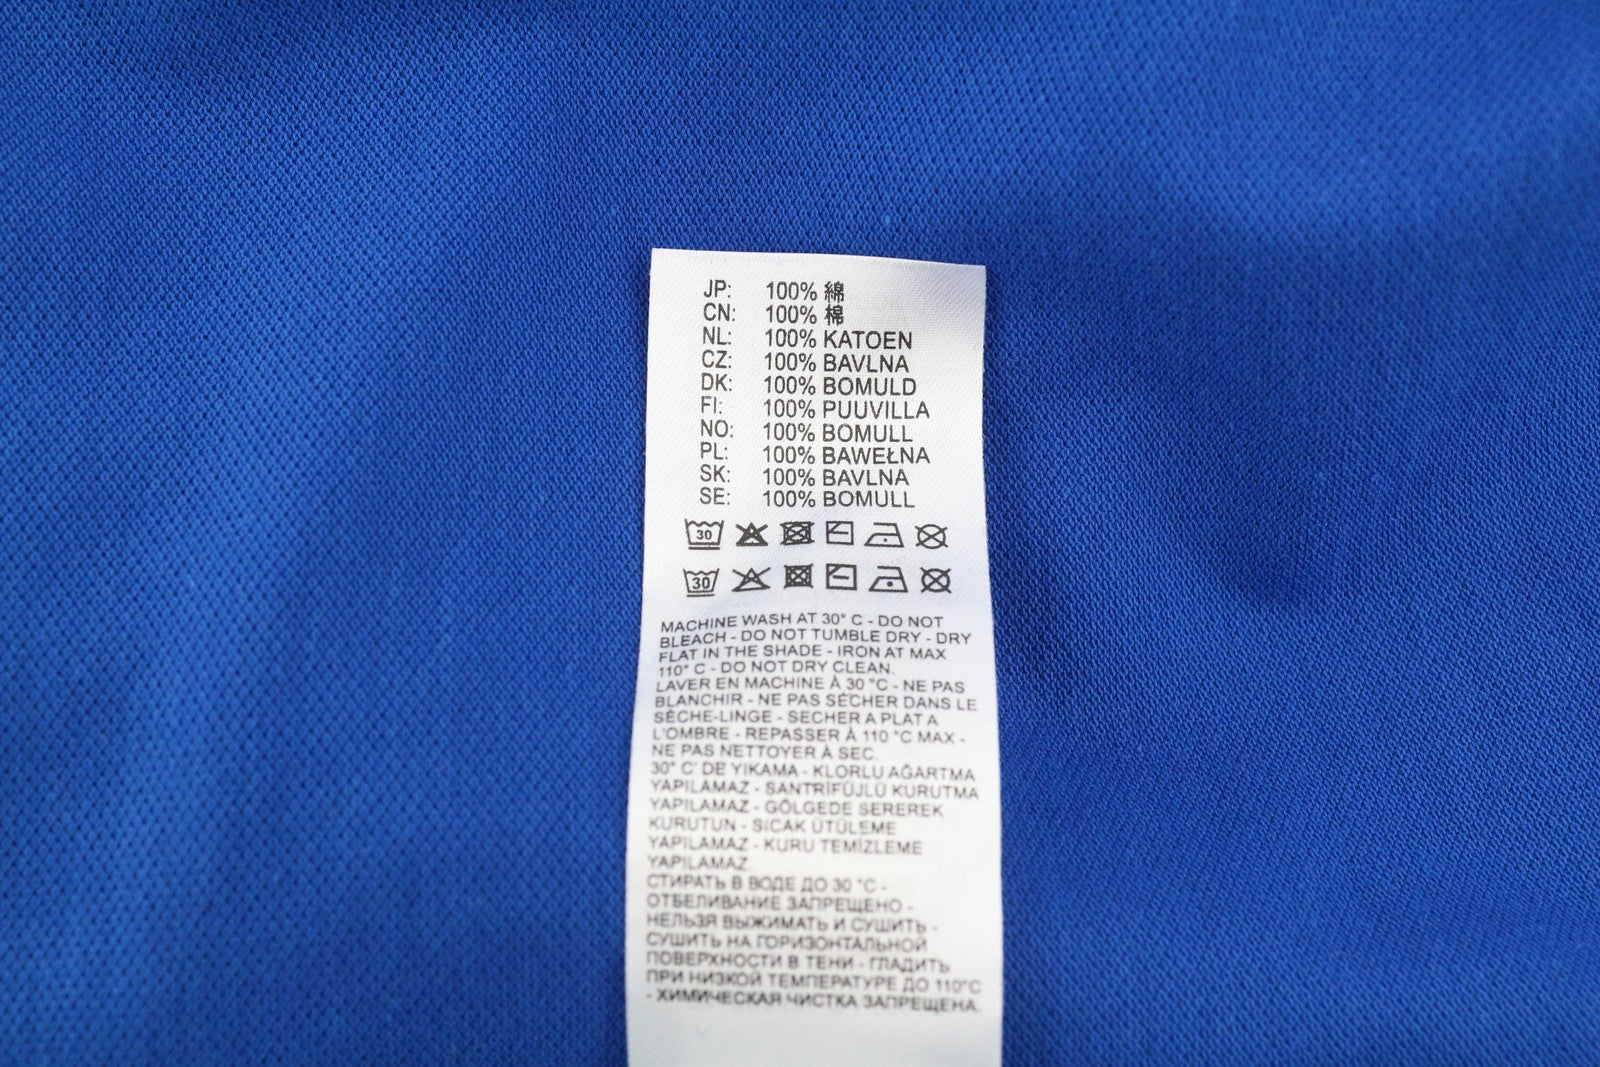 JP: 100% 綿
CN: 100% 棉
NL: 100% KATOEN
CZ: 100% BAVLNA
DK: 100% BOMULD
FI: 100% PUUVILLA
NO: 100% BOMULL
PL: 100% BAWEŁNA
SK: 100% BAVLNA
SE: 100% BOMULL
30
30
MACHINE WASH AT 30° C - DO NOT
BLEACH - DO NOT TUMBLE DRY - DRY
FLAT IN THE SHADE - IRON AT MAX
110° C - DO NOT DRY CLEAN.
LAVER EN MACHINE À 30 °C - NE PAS
BLANCHIR - NE PAS SÉCHER DANS LE
SÈCHE-LINGE - SECHER A PLAT A
L'OMBRE - REPASSER À 110 °C MAX -
NE PAS NETTOYER À SEC.
30° C' DE YIKAMA - KLORLU AĞARTMA
YAPILAMAZ - SANTRİFÜJLÜ KURUTMA
YAPILAMAZ - GÖLGEDE SEREREK
KURUTUN - SICAK ÜTÜLEME
YAPILAMAZ - KURU TEMİZLEME
YAPILAMAZ.
СТИРАТЬ В ВОДЕ ДО 30 °C -
ОТБЕЛИВАНИЕ ЗАПРЕЩЕНО -
НЕЛЬЗЯ ВЫЖИМАТЬ И СУШИТЬ -
СУШИТЬ НА ГОРИЗОНТАЛЬНОЙ
ПОВЕРХНОСТИ В ТЕНИ - ГЛАДИТЬ
ПРИ НИЗКОЙ ТЕМПЕРАТУРЕ ДО 110°C
- ХИМИЧЕСКАЯ ЧИСТКА ЗАПРЕЩЕНА.